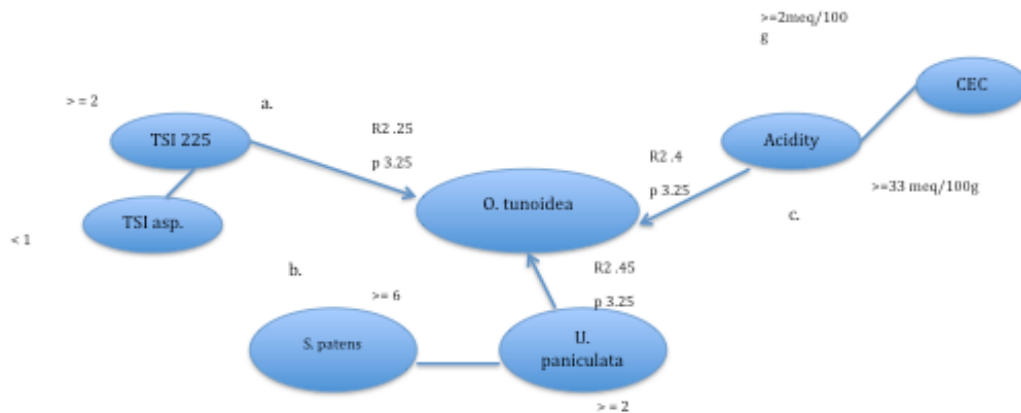 >=2meq/100
g
CEC
> = 2
a.
TSI 225
R2 .25
p 3.25
Acidity
R2 .4
p 3.25
>=33 meq/100g
O. tunoidea
c.
TSI asp.
< 1
b.
R2 .45
p 3.25
>= 6
S. patens
U.
paniculata
>= 2